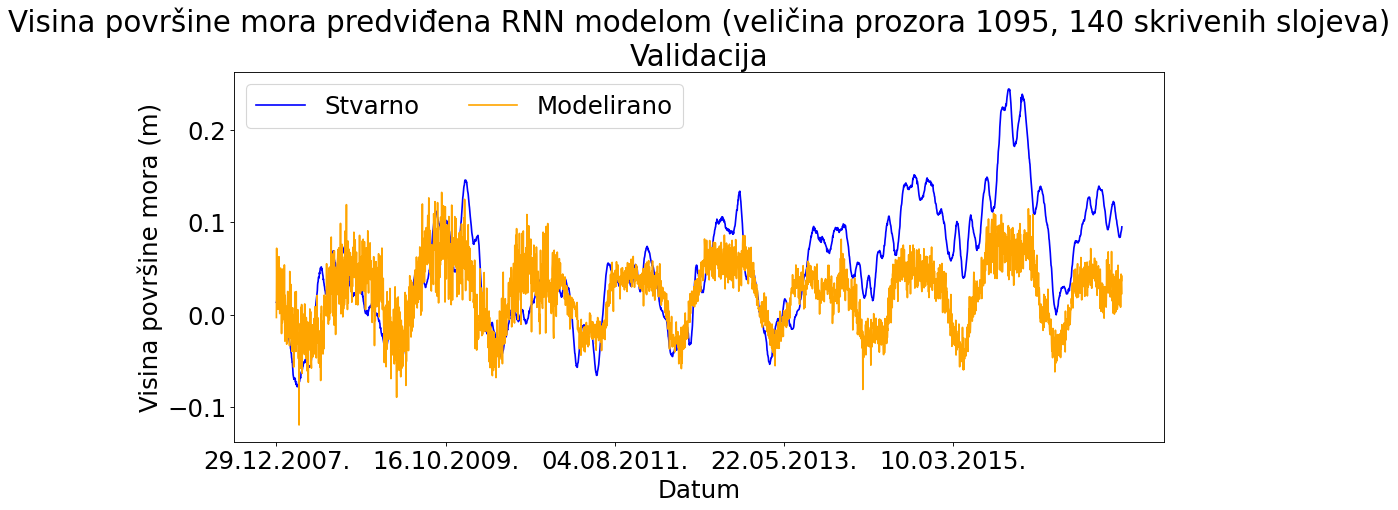 Visina površine mora predviđena RNN modelom (veličina prozora 1095, 140 skrivenih slojeva)
Validacija
Stvarno
Modelirano
Visina površine mora (m)
0.2
0.1
0.0
−0.1
29.12.2007.
16.10.2009.
04.08.2011.
22.05.2013.
10.03.2015.
Datum